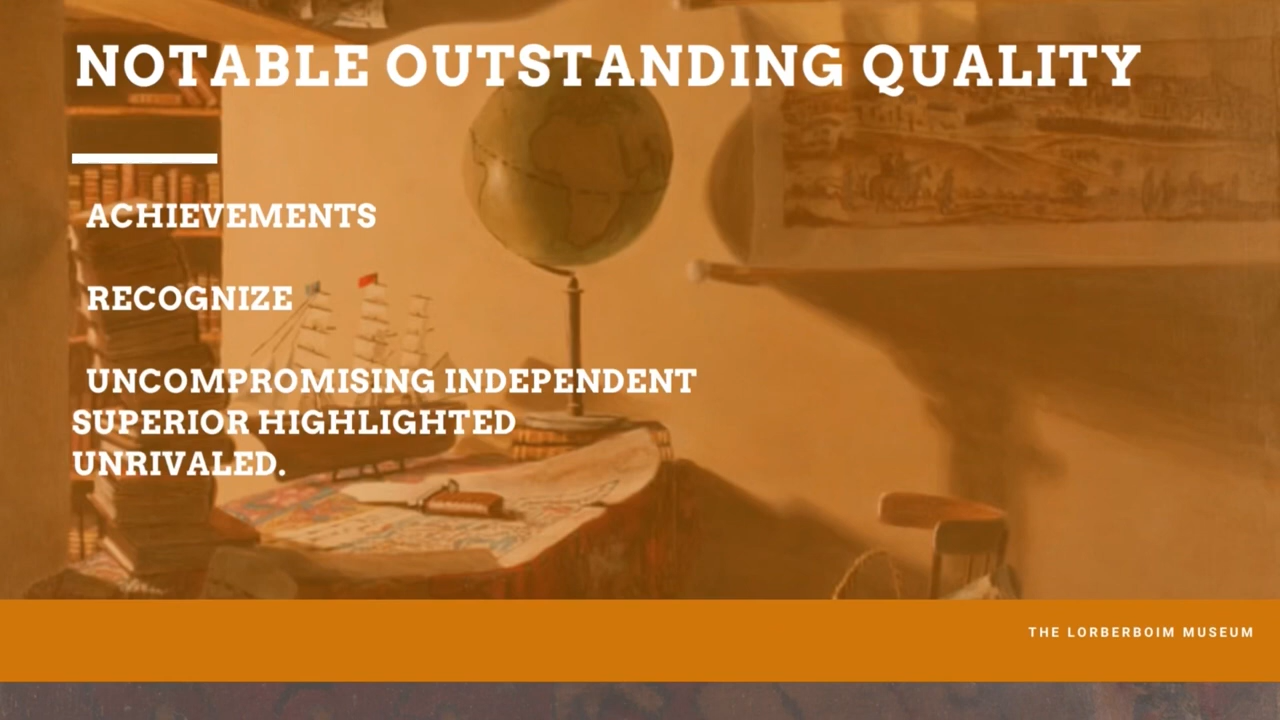 NOTABLE OUTSTANDING QUALITY
ACHIEVEMENTS
RECOGNIZE
UNCOMPROMISING INDEPENDENT
SUPERIOR HIGHLIGHTED
UNRIVALED.
THE LORBERBOIM MUSEUM